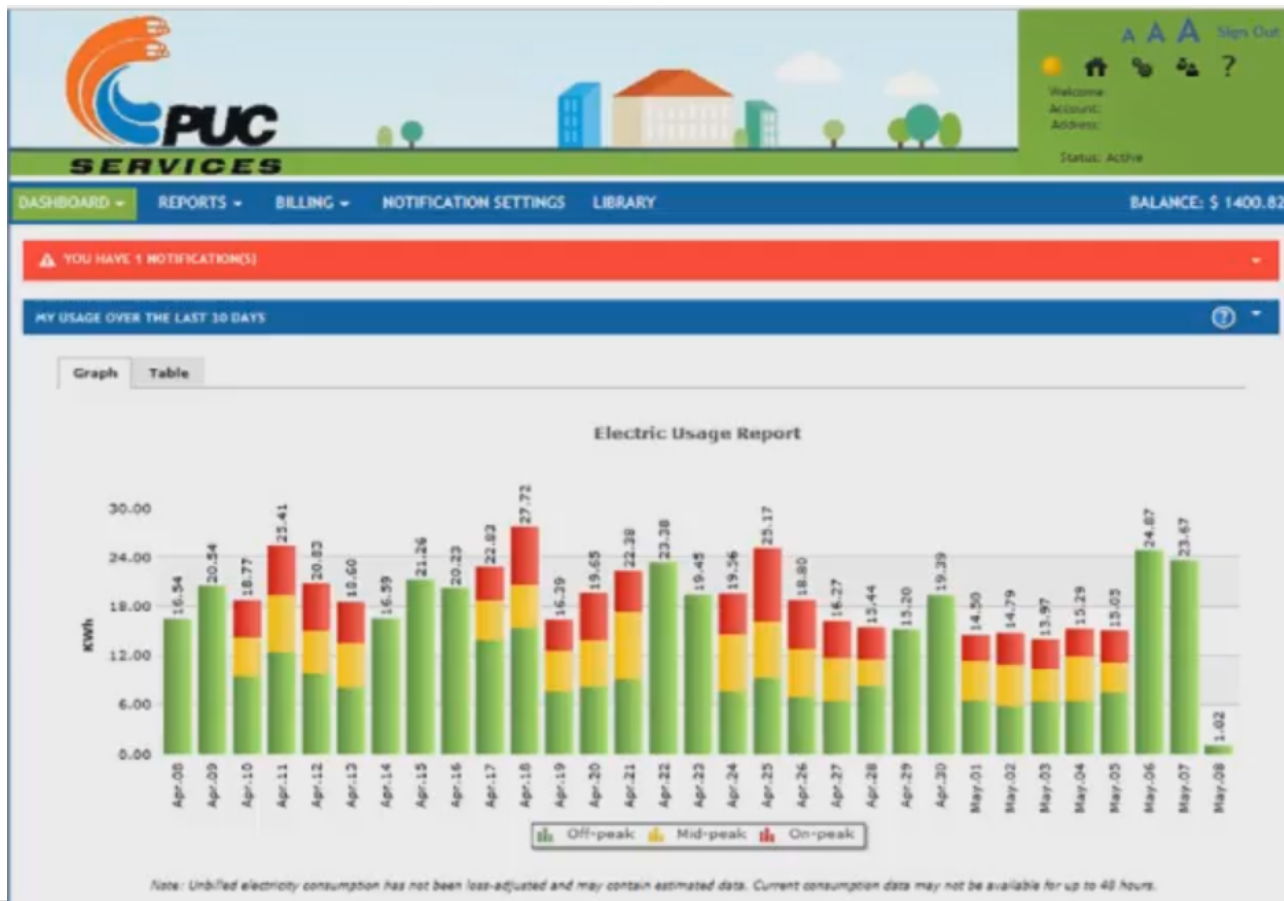 PUC
SERVICES
A A A Sign Out
?
Welcome:
Account:
Address:
Status: Active
DASHBOARD REPORTS BILLING NOTIFICATION SETTINGS LIBRARY BALANCE: $ 1400.82
YOU HAVE 1 NOTIFICATION(S)
MY USAGE OVER THE LAST 30 DAYS ?
Graph Table
Electric Usage Report
KWh
30.00
24.00
18.00
12.00
6.00
0.00
16.54 20.54 18.77 25.41 20.83 18.60 16.59 21.26 20.23 22.83 27.72 16.39 19.65 22.38 23.38 19.45 19.56 25.17 18.80 16.27 15.44 15.20 19.39 14.50 14.79 13.97 15.29 15.05 24.87 23.67 1.02
Apr.08 Apr.09 Apr.10 Apr.11 Apr.12 Apr.13 Apr.14 Apr.15 Apr.16 Apr.17 Apr.18 Apr.19 Apr.20 Apr.21 Apr.22 Apr.23 Apr.24 Apr.25 Apr.26 Apr.27 Apr.28 Apr.29 Apr.30 May.01 May.02 May.03 May.04 May.05 May.06 May.07 May.08
Off-peak Mid-peak On-peak
Note: Unbilled electricity consumption has not been loss-adjusted and may contain estimated data. Current consumption data may not be available for up to 48 hours.